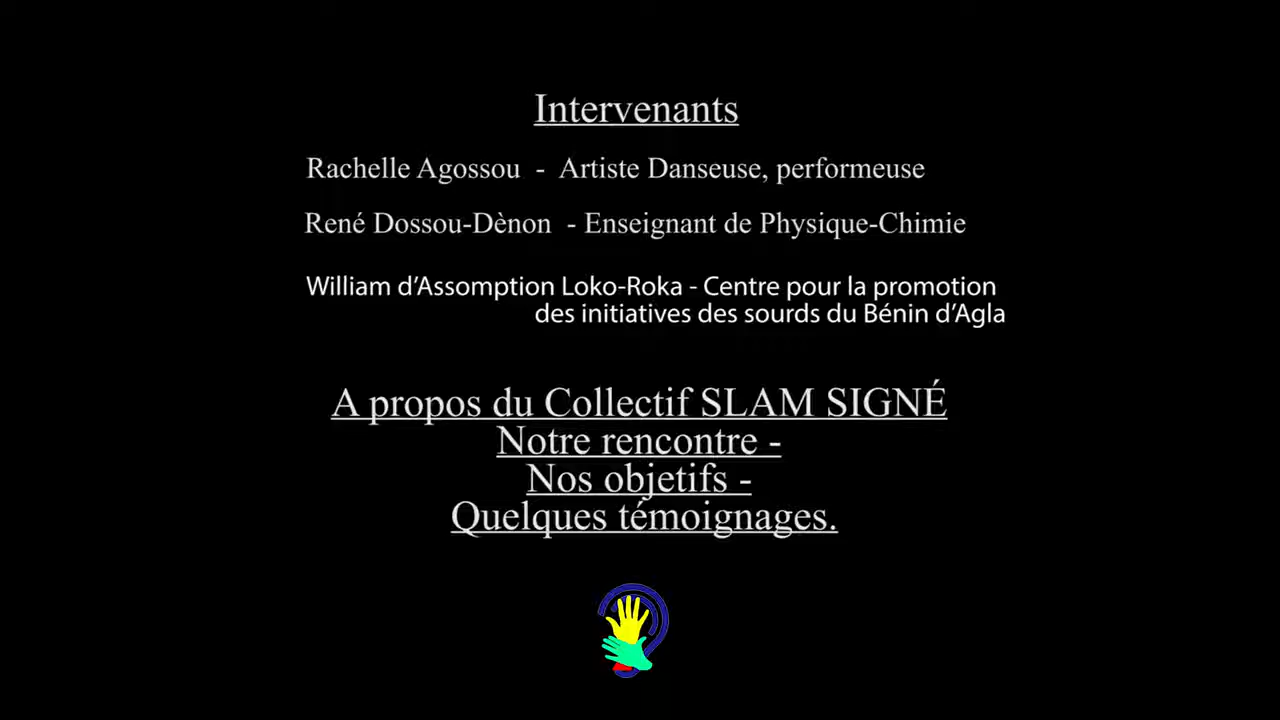 Intervenants
Rachelle Agossou - Artiste Danseuse, performeuse
René Dossou-Dènon - Enseignant de Physique-Chimie
William d’Assomption Loko-Roka - Centre pour la promotion
des initiatives des sourds du Bénin d’Agla
A propos du Collectif SLAM SIGNÉ
Notre rencontre -
Nos objetifs -
Quelques témoignages.